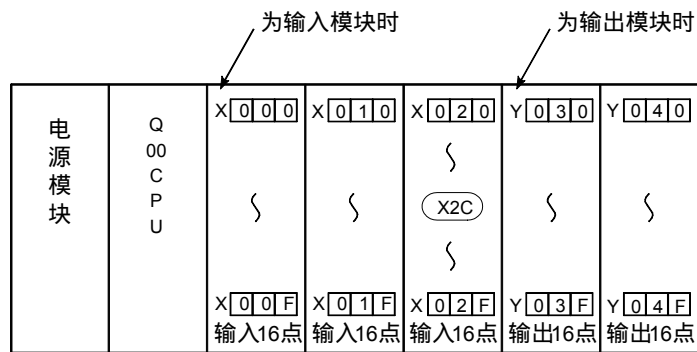 为输入模块时
为输出模块时
电源模块
Q00CPU
X000
X010
X020
Y030
Y040
X2C
X00F
X01F
X02F
Y03F
Y04F
输入16点
输入16点
输入16点
输出16点
输出16点